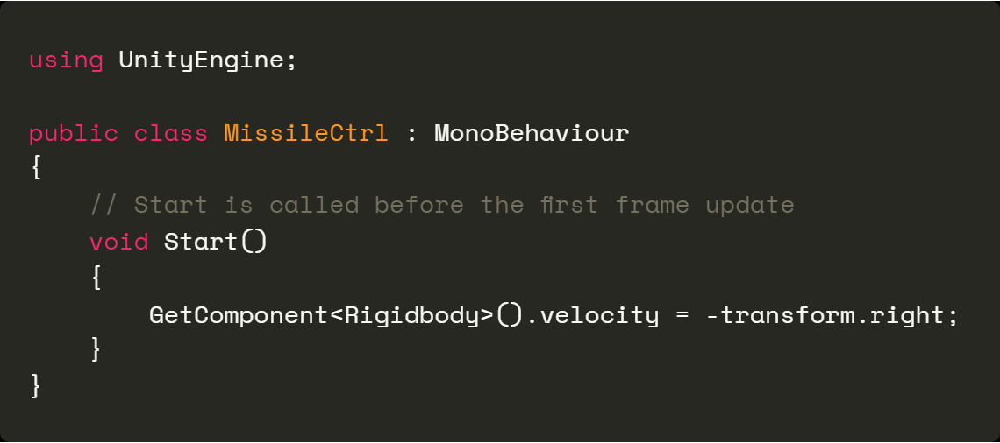 using UnityEngine;
public class MissileCtrl : MonoBehaviour
{
// Start is called before the first frame update
void Start()
{
GetComponent<Rigidbody>().velocity = -transform.right;
}
}